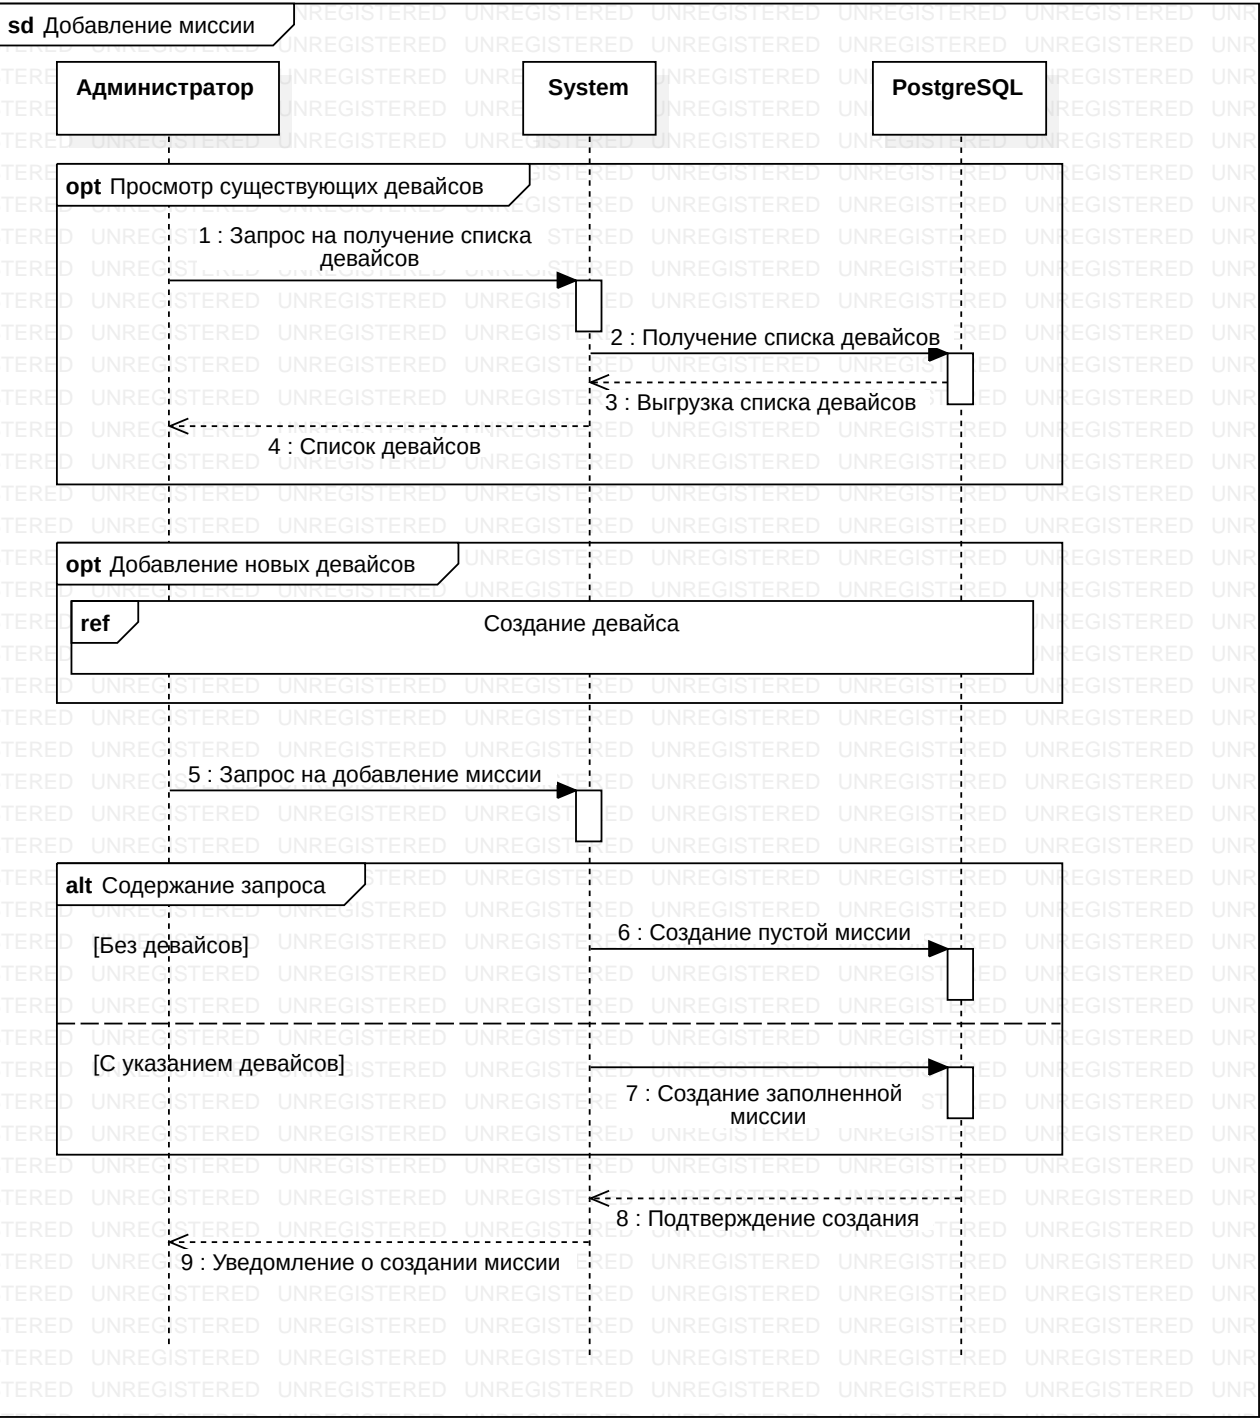 sd Добавление миссии
Администратор
System
PostgreSQL
opt Просмотр существующих девайсов
1 : Запрос на получение списка
девайсов
2 : Получение списка девайсов
3 : Выгрузка списка девайсов
4 : Список девайсов
opt Добавление новых девайсов
ref
Создание девайса
5 : Запрос на добавление миссии
alt Содержание запроса
[Без девайсов]
6 : Создание пустой миссии
[С указанием девайсов]
7 : Создание заполненной
миссии
8 : Подтверждение создания
9 : Уведомление о создании миссии
UNREGISTERED